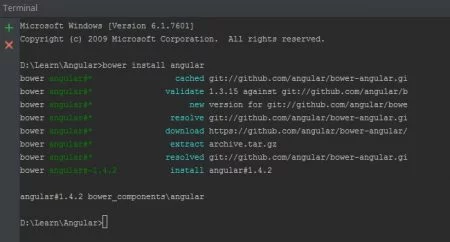 Terminal
Microsoft Windows [Version 6.1.7601]
Copyright (c) 2009 Microsoft Corporation.  All rights reserved.
D:\Learn\Angular>bower install angular
bower angular#* cached git://github.com/angular/bower-angular.gi
bower angular#* validate 1.3.15 against git://github.com/angular/b
bower angular#* new version for git://github.com/angular/bowe
bower angular#* resolve git://github.com/angular/bower-angular.gi
bower angular#* download https://github.com/angular/bower-angular/
bower angular#* extract archive.tar.gz
bower angular#* resolved git://github.com/angular/bower-angular.gi
bower angular#~1.4.2 install angular#1.4.2
angular#1.4.2 bower_components\angular
D:\Learn\Angular>